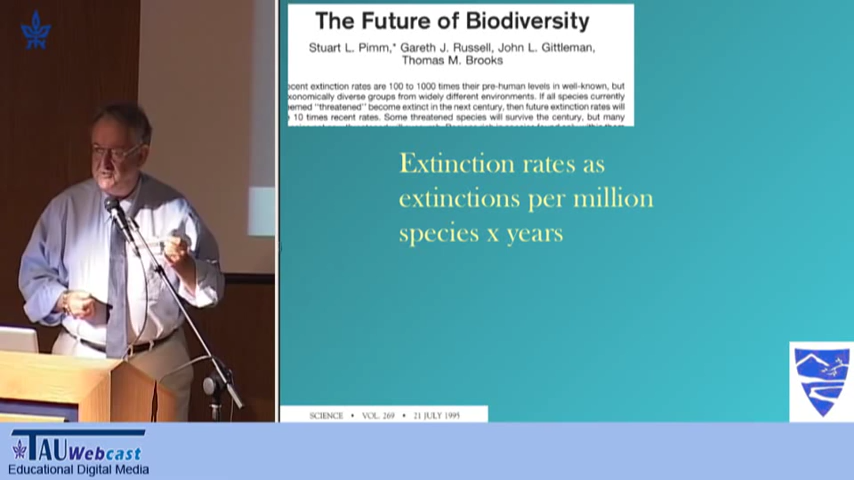 The Future of Biodiversity
Stuart L. Pimm,* Gareth J. Russell, John L. Gittleman,
Thomas M. Brooks
extinction rates are 100 to 1000 times their pre-human levels in well-known, but
diverse groups from widely different environments. If all species currently
"threatened" become extinct in the next century, then future extinction rates will
10 times recent rates. Some threatened species will survive the century, but many
Extinction rates as
extinctions per million
species x years
SCIENCE • VOL. 269 • 21 JULY 1995
TAU Webcast
Educational Digital Media